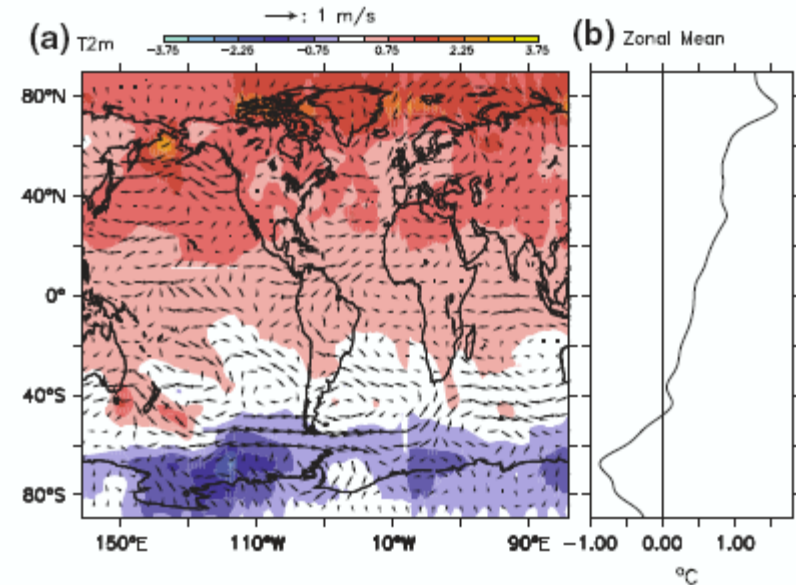 : 1 m/s
(a) T2m
-3.75 -2.25 -0.75 0.75 2.25 3.75
(b) Zonal Mean
80°N
40°N
0°
40°S
80°S
150°E 110°W 10°W 90°E
-1.00 0.00 1.00
°C